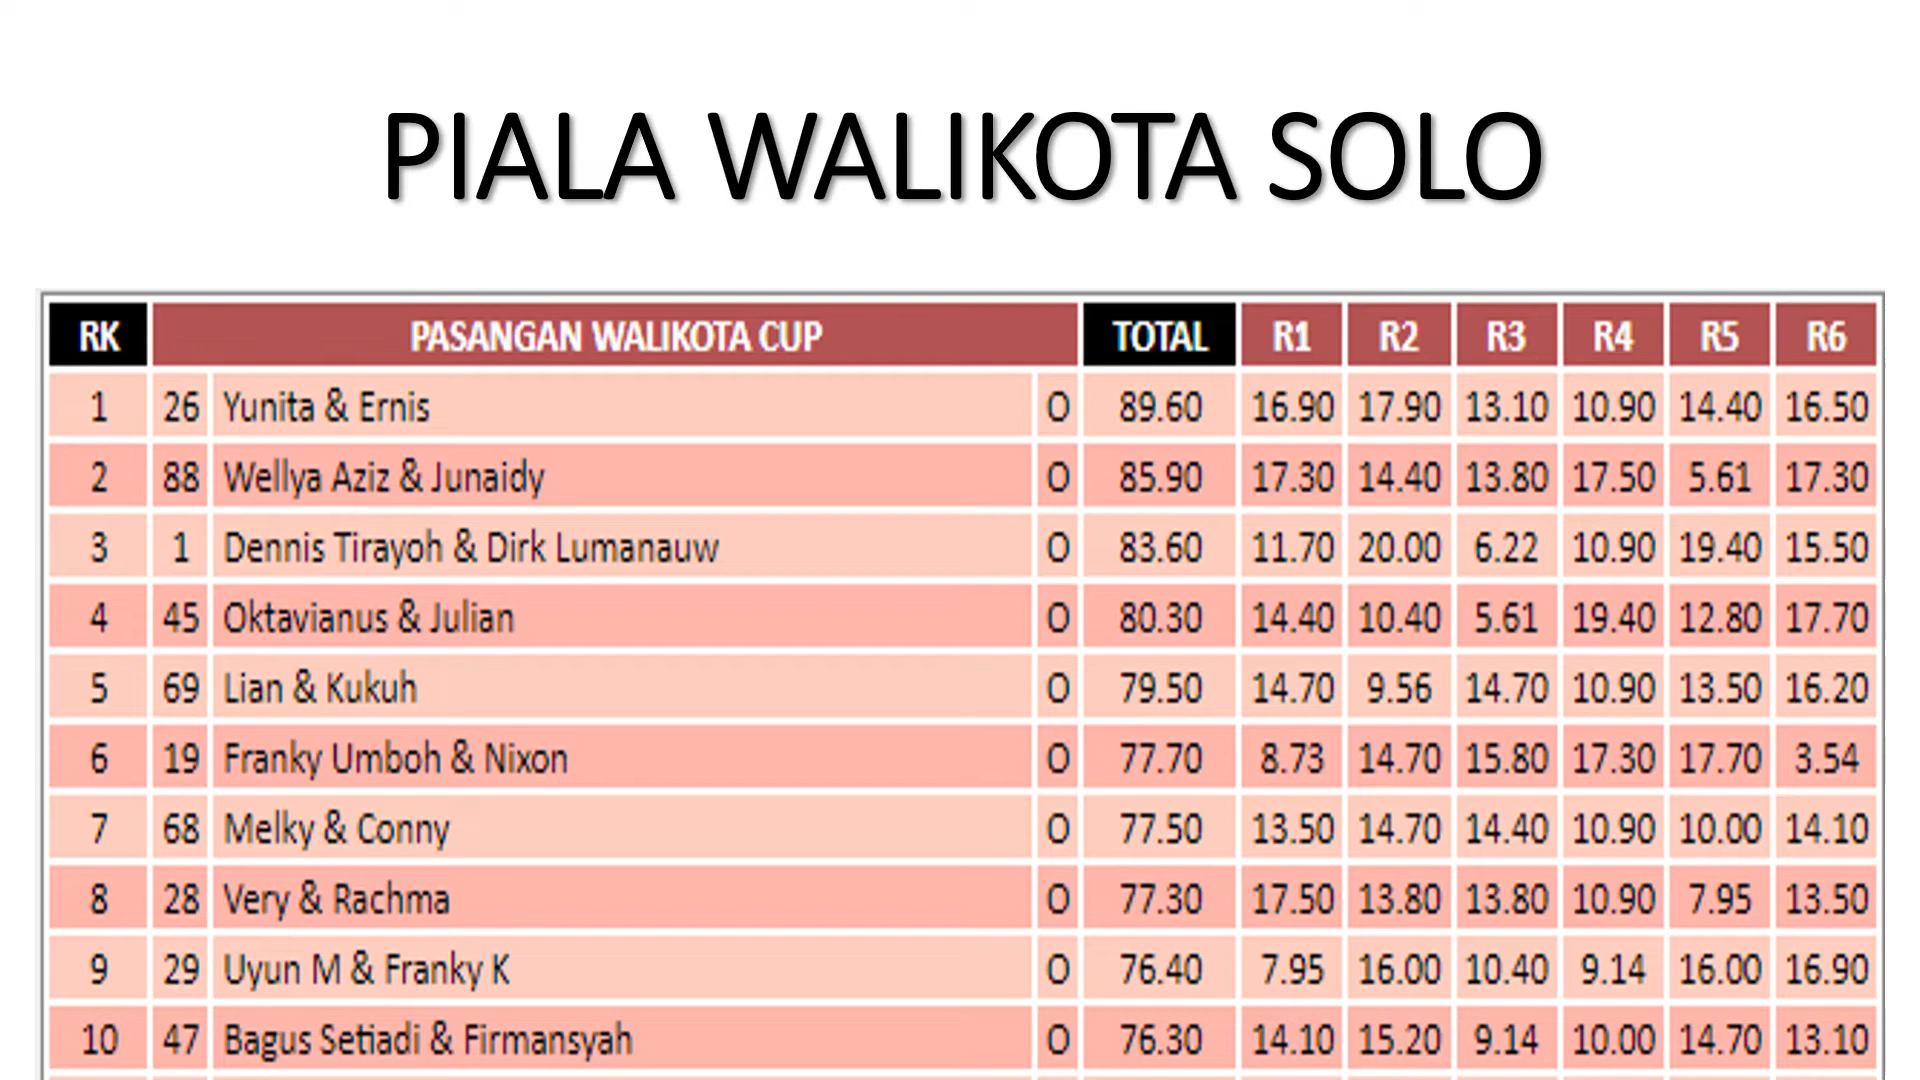 PIALA WALIKOTA SOLO
RK PASANGAN WALIKOTA CUP TOTAL R1 R2 R3 R4 R5 R6
1 26 Yunita & Ernis O 89.60 16.90 17.90 13.10 10.90 14.40 16.50
2 88 Wellya Aziz & Junaidy O 85.90 17.30 14.40 13.80 17.50 5.61 17.30
3 1 Dennis Tirayoh & Dirk Lumanauw O 83.60 11.70 20.00 6.22 10.90 19.40 15.50
4 45 Oktavianus & Julian O 80.30 14.40 10.40 5.61 19.40 12.80 17.70
5 69 Lian & Kukuh O 79.50 14.70 9.56 14.70 10.90 13.50 16.20
6 19 Franky Umboh & Nixon O 77.70 8.73 14.70 15.80 17.30 17.70 3.54
7 68 Melky & Conny O 77.50 13.50 14.70 14.40 10.90 10.00 14.10
8 28 Very & Rachma O 77.30 17.50 13.80 13.80 10.90 7.95 13.50
9 29 Uyun M & Franky K O 76.40 7.95 16.00 10.40 9.14 16.00 16.90
10 47 Bagus Setiadi & Firmansyah O 76.30 14.10 15.20 9.14 10.00 14.70 13.10